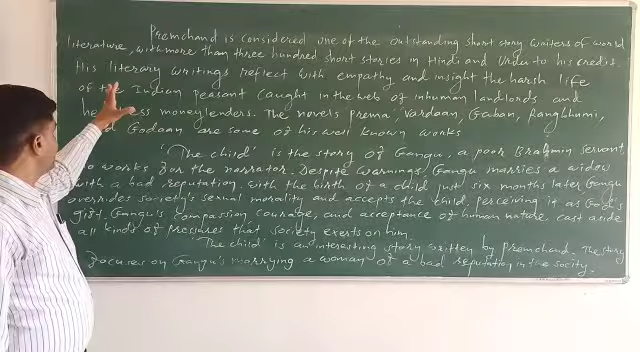 Premchand is considered one of the outstanding short story writers of world
literature, with more than three hundred short stories in Hindi and Urdu to his credit.
His literary writings reflect with empathy and insight the harsh life
of Indian peasant caught in the web of inhuman landlords and
moneylenders. The novels Prema, Vardaan, Gaban, Rangbhumi,
Godaan are some of his well known works
'The child' is the story of Gangu, a poor Brahmin servant
works for the narrator. Despite warnings, Gangu marries a widow
with a bad reputation. With the birth of a child just six months later Gangu
overrides society's sexual morality and accepts the child, perceiving it as God's
gift. Gangu's compassion courage, and acceptance of human nature cast aside
all kinds of pressures that society exerts on him.
'The child' is an interesting story written by Premchand. The story
focuses on Gangu's marrying a woman of a bad reputation in the socity.